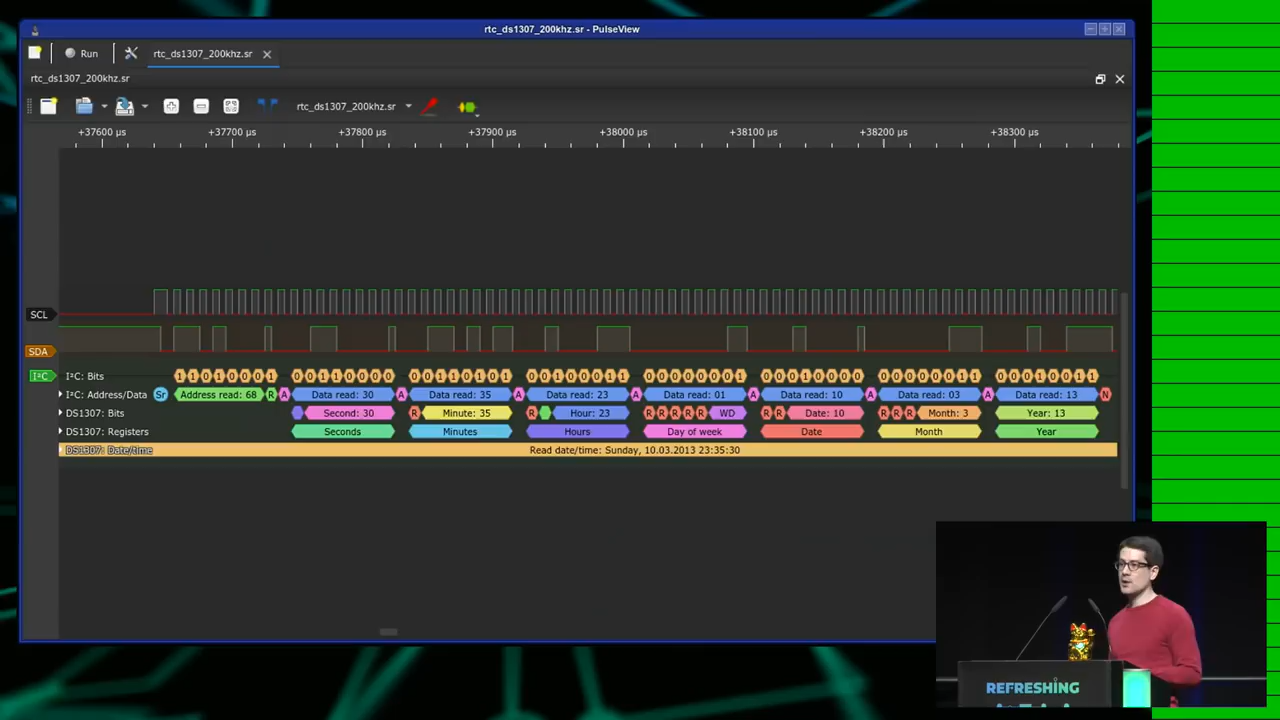 rtc_ds1307_200khz.sr - PulseView
Run
rtc_ds1307_200khz.sr
rtc_ds1307_200khz.sr
rtc_ds1307_200khz.sr
+37600 µs +37700 µs +37800 µs +37900 µs +38000 µs +38100 µs +38200 µs +38300 µs
SCL
SDA
I²C I²C: Bits 1 1 0 1 0 0 0 1 0 0 1 1 0 0 0 0 0 0 1 1 0 1 0 1 0 0 1 0 0 0 1 1 0 0 0 0 0 0 0 1 0 0 0 1 0 0 0 0 0 0 0 0 0 0 1 1 0 0 0 1 0 0 1 1
I²C: Address/Data Sr Address read: 68 R A Data read: 30 A Data read: 35 A Data read: 23 A Data read: 01 A Data read: 10 A Data read: 03 A Data read: 13 N
DS1307: Bits Second: 30 R Minute: 35 R Hour: 23 R R R R R WD R R Date: 10 R R R Month: 3 Year: 13
DS1307: Registers Seconds Minutes Hours Day of week Date Month Year
DS1307: Date/time Read date/time: Sunday, 10.03.2013 23:35:30
REFRESHING